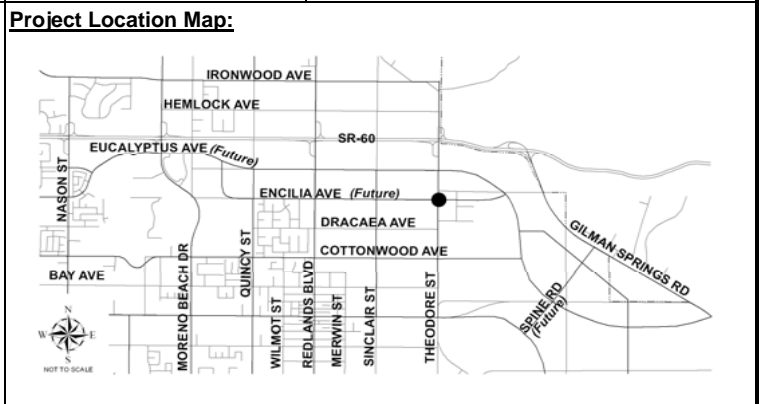 Project Location Map:
IRONWOOD AVE
HEMLOCK AVE
SR-60
EUCALYPTUS AVE (Future)
ENCILIA AVE (Future)
NASON ST
DRACAEA AVE
COTTONWOOD AVE
GILMAN SPRINGS RD
BAY AVE
MORENO BEACH DR
QUINCY ST
WILMOT ST
REDLANDS BLVD
MERWIN ST
SINCLAIR ST
THEODORE ST
SPINE RD
(Future)
N
W E
S
NOT TO SCALE